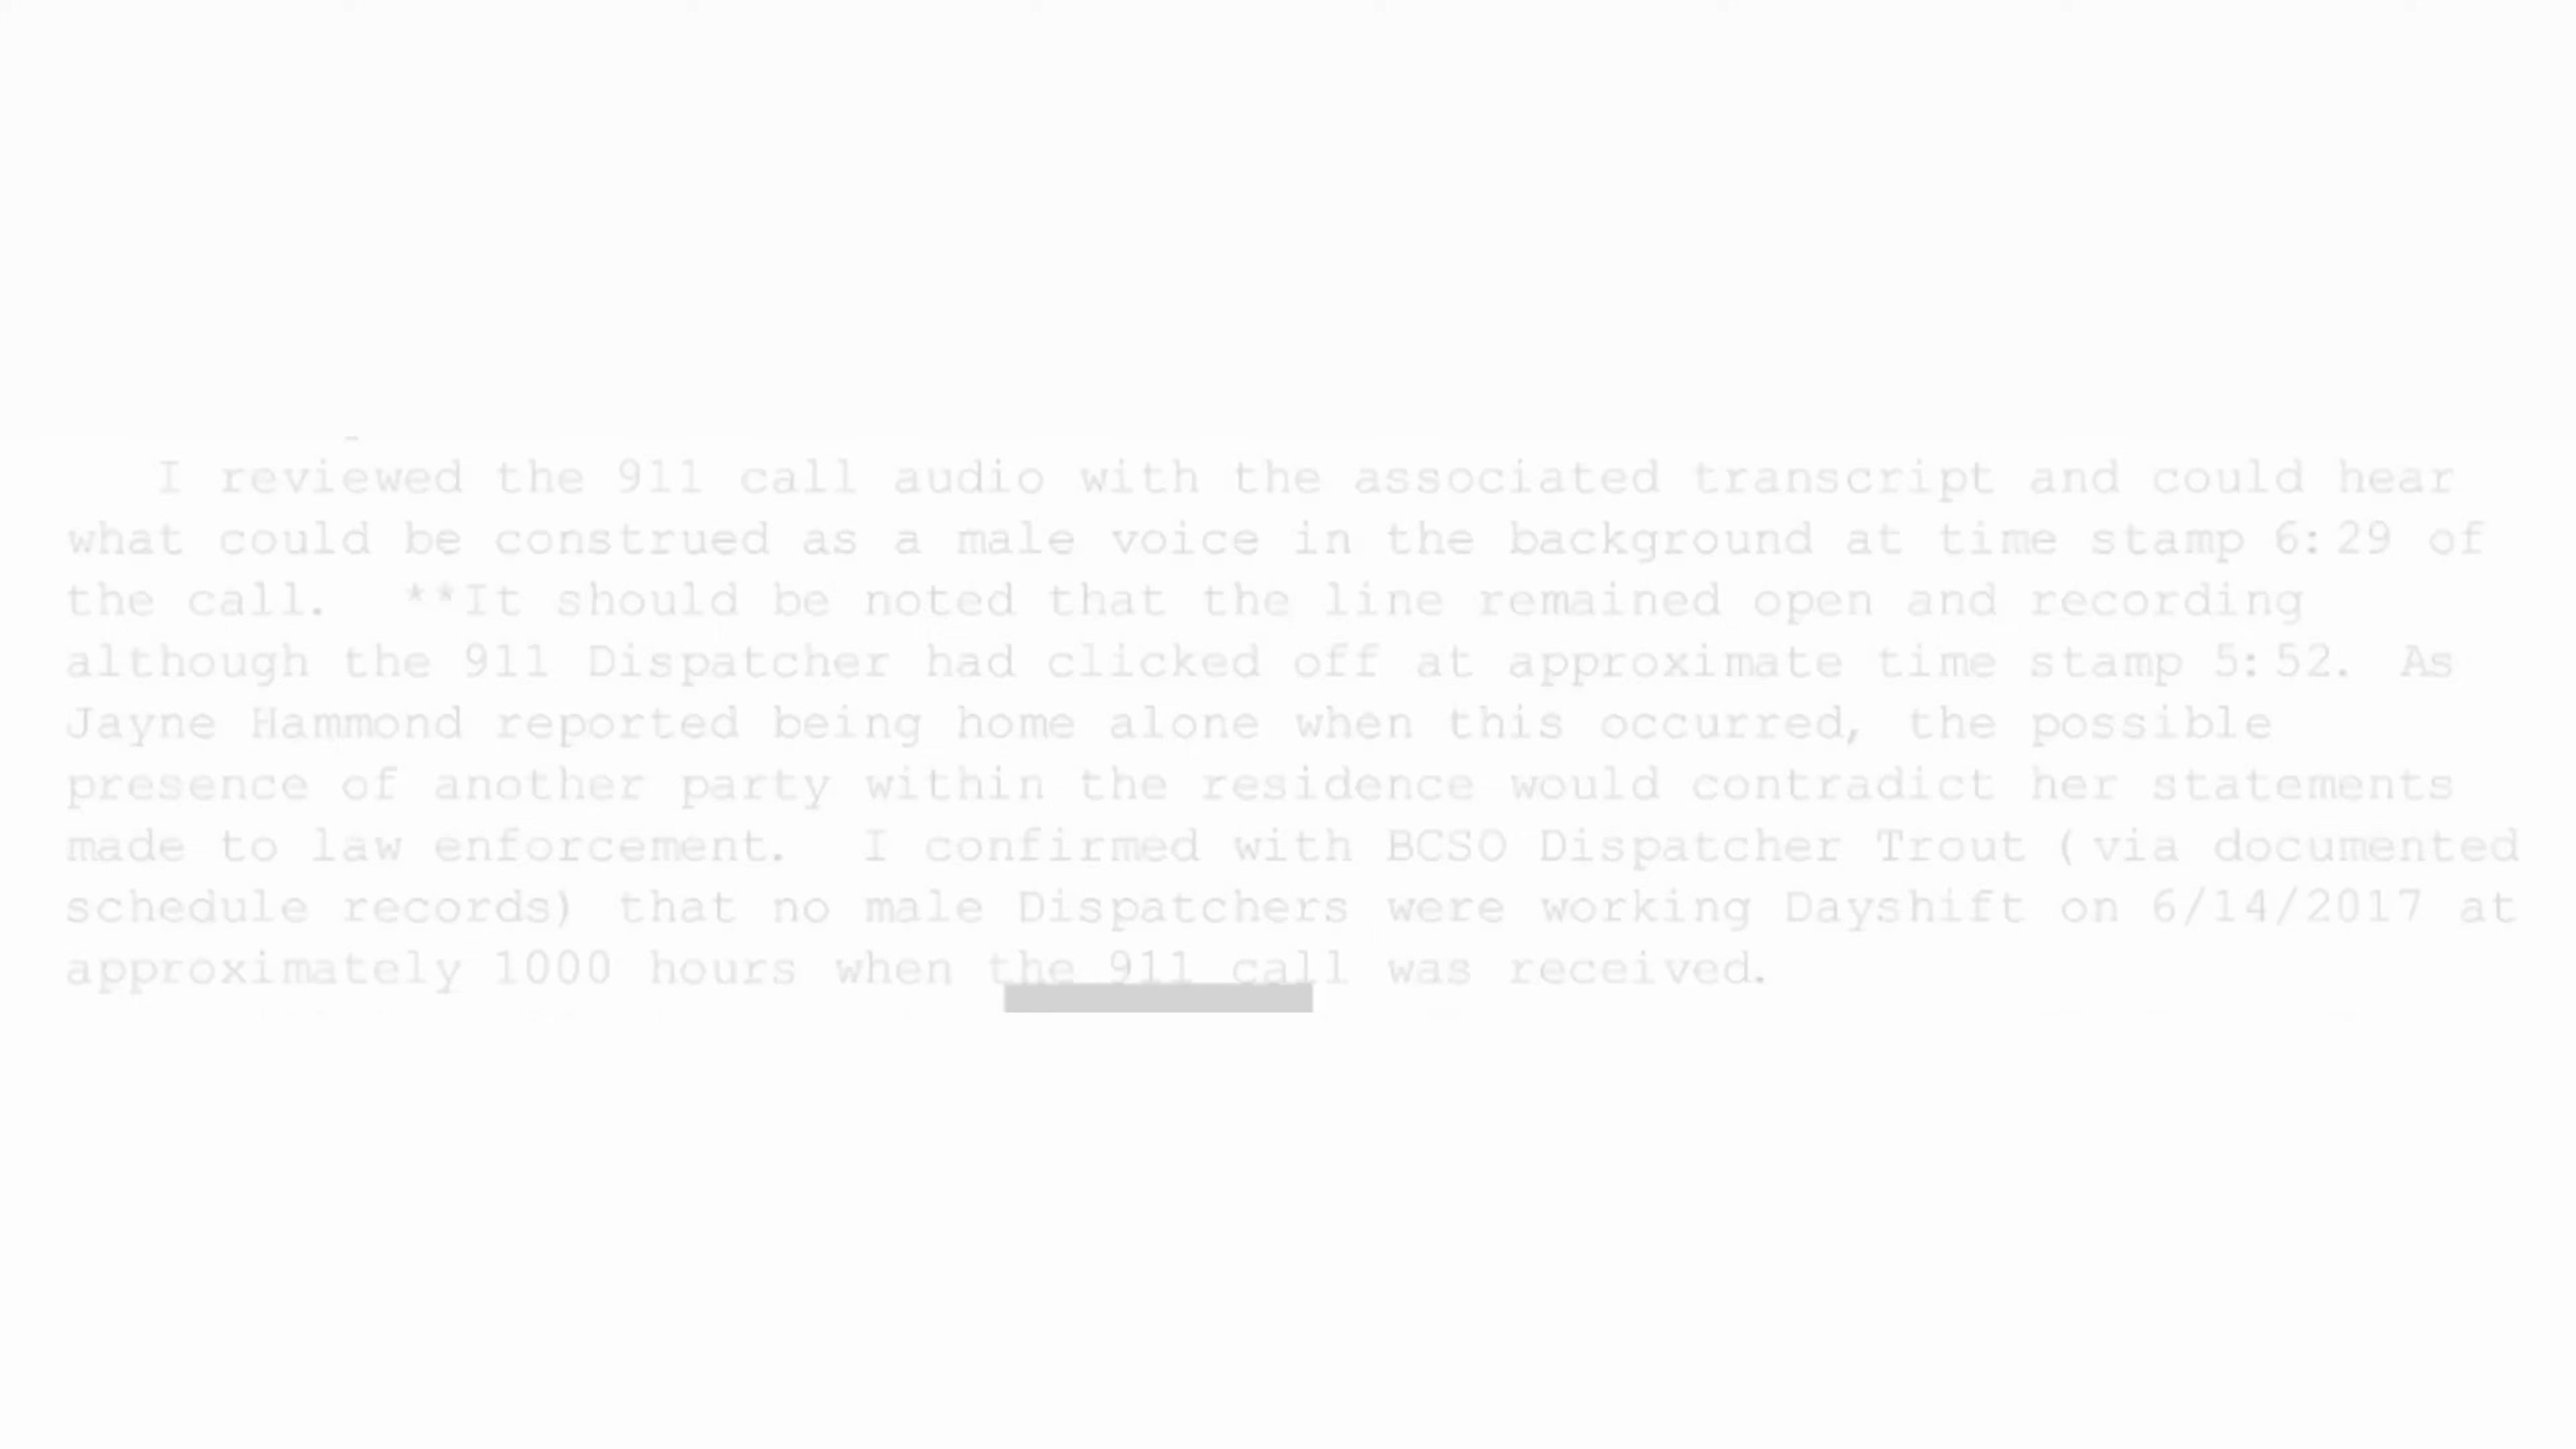 I reviewed the 911 call audio with the associated transcript and could hear
what could be construed as a male voice in the background at time stamp 6:29 of
the call.  **It should be noted that the line remained open and recording
although the 911 Dispatcher had clicked off at approximate time stamp 5:52.  As
Jayne Hammond reported being home alone when this occurred, the possible
presence of another party within the residence would contradict her statements
made to law enforcement.  I confirmed with BCSO Dispatcher Trout (via documented
schedule records) that no male Dispatchers were working Dayshift on 6/14/2017 at
approximately 1000 hours when the 911 call was received.